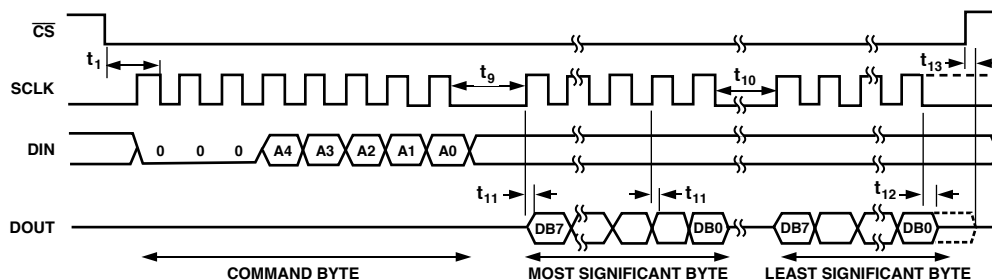 CS
t1
t9
t10
t13
SCLK
DIN
0 0 0 A4 A3 A2 A1 A0
t11
t11
t12
DOUT
DB7
DB0
DB7
DB0
COMMAND BYTE
MOST SIGNIFICANT BYTE
LEAST SIGNIFICANT BYTE